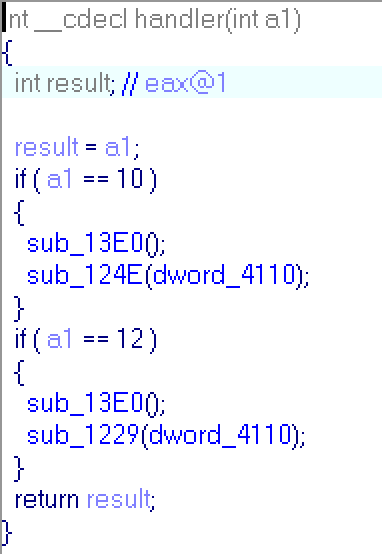 int __cdecl handler(int a1)
{
int result; // eax@1
result = a1;
if ( a1 == 10 )
{
sub_13E0();
sub_124E(dword_4110);
}
if ( a1 == 12 )
{
sub_13E0();
sub_1229(dword_4110);
}
return result;
}